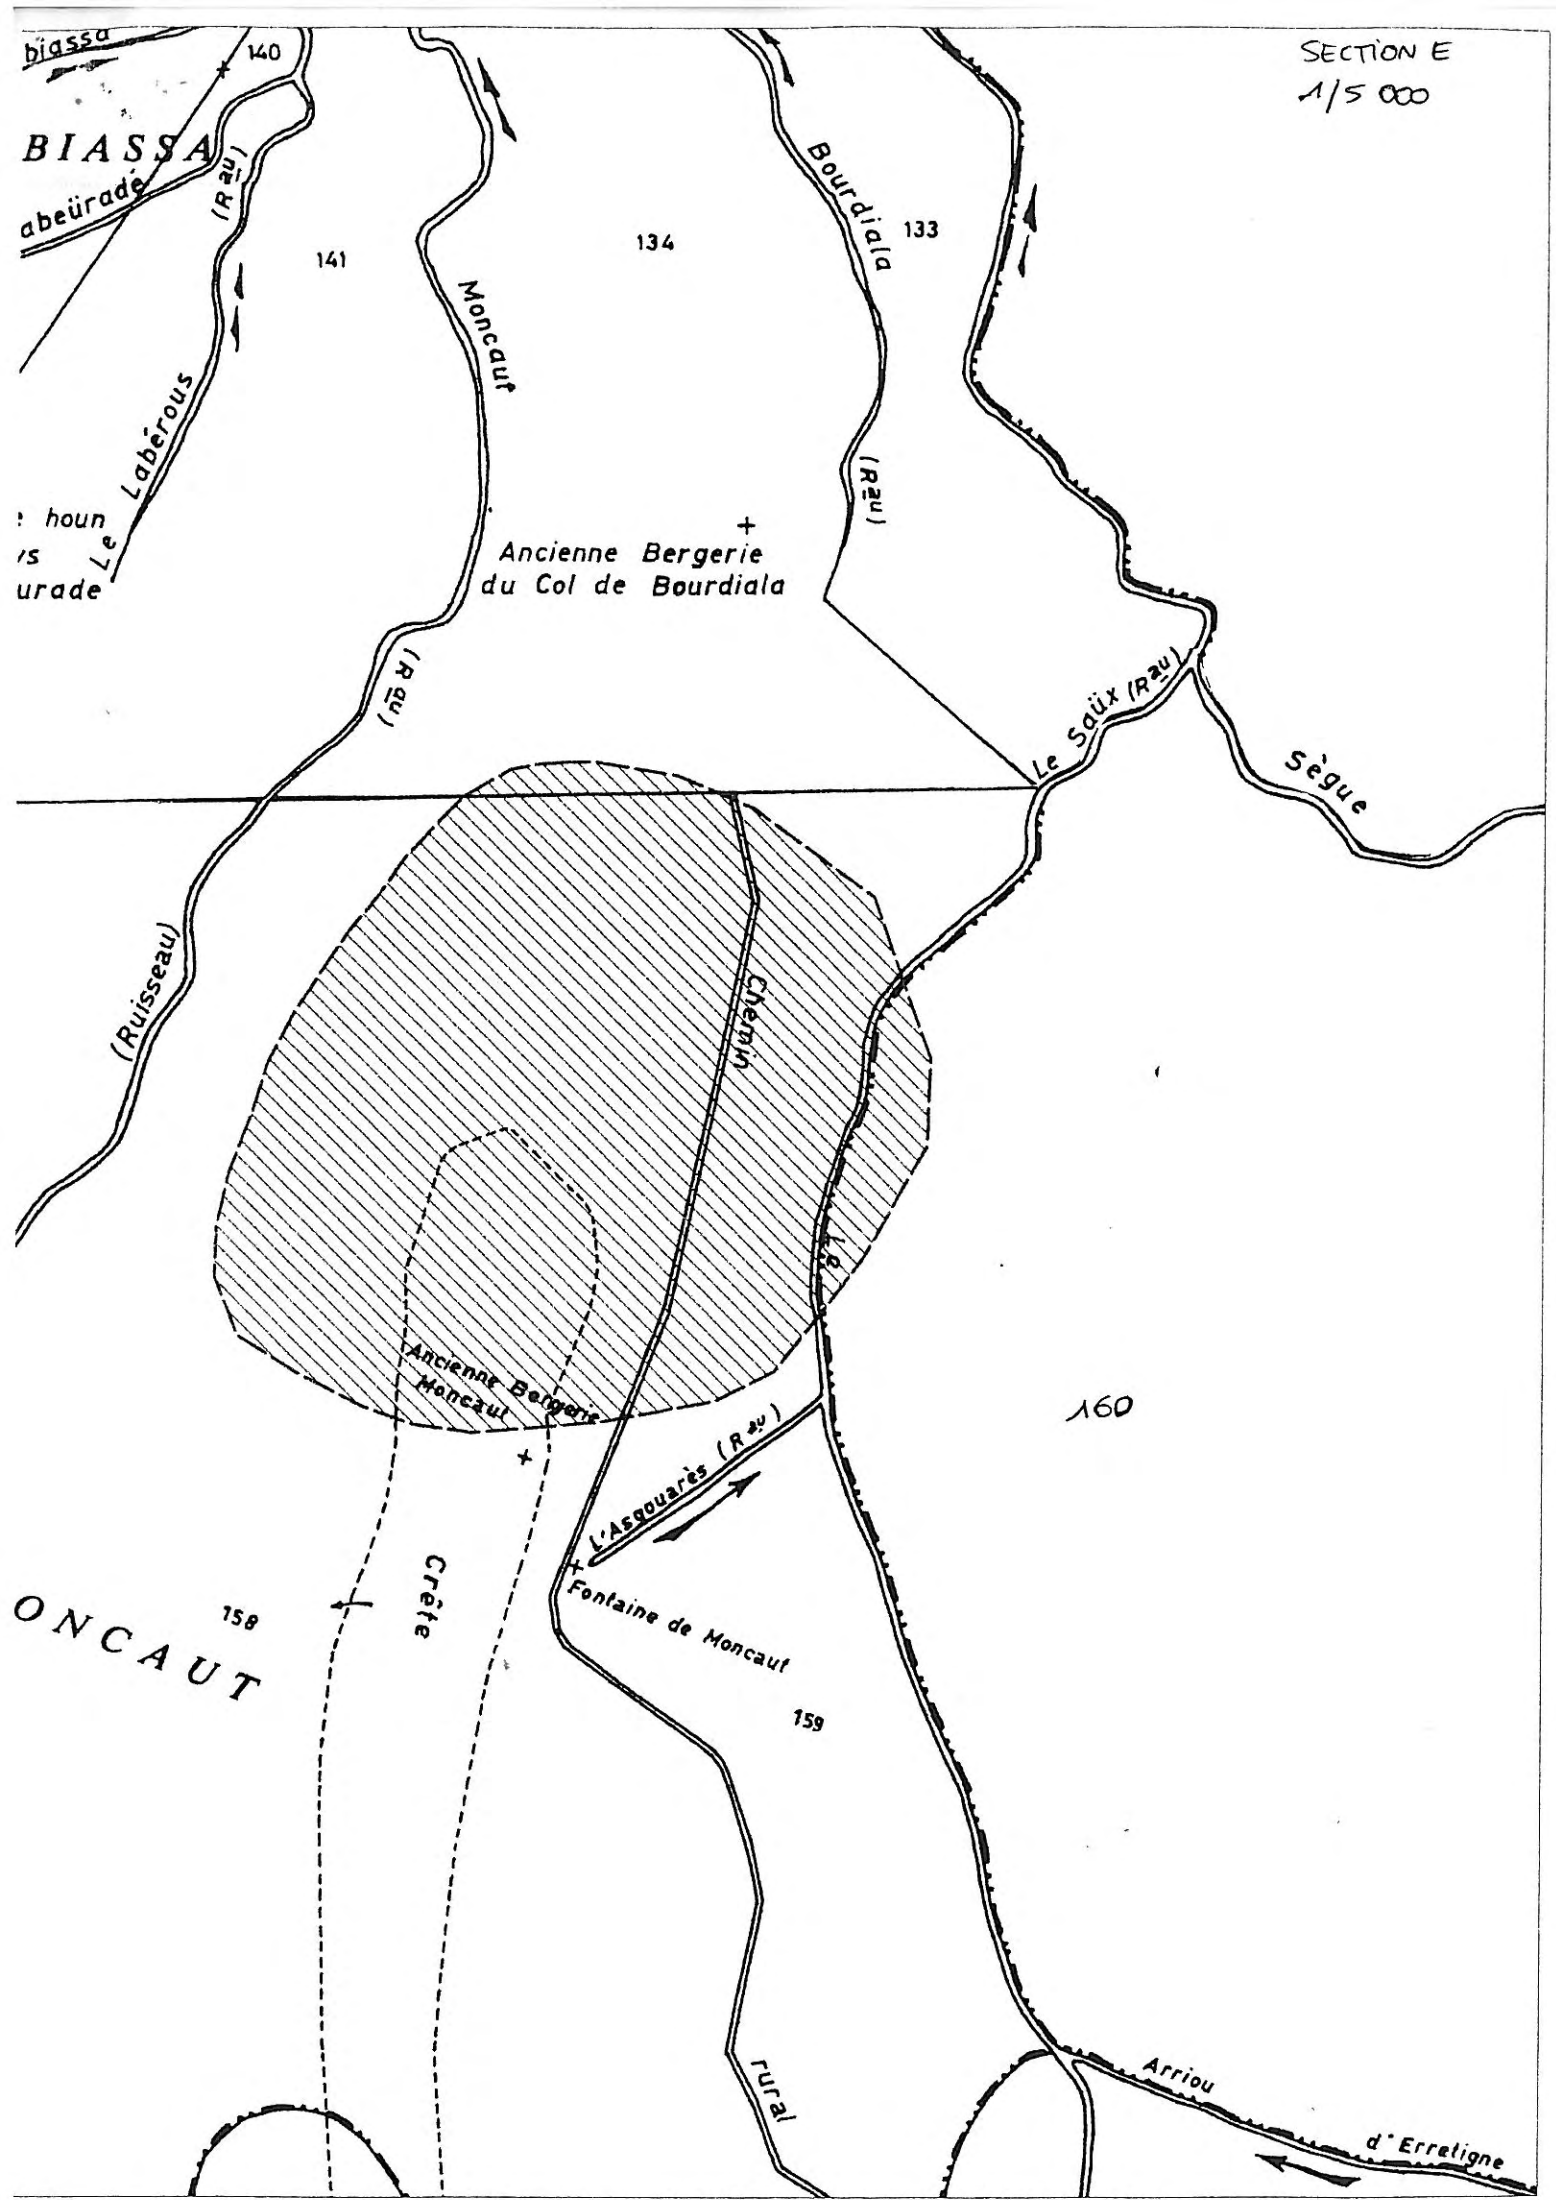 biassa
140
SECTION E
1/5 000
BIASSA
abeüradé
(Rau)
141
Moncaut
134
Bourdiala
133
Le Labérous
houn
urade
(Rau)
Ancienne Bergerie
du Col de Bourdiala
(Rau)
Le Saüx (Rau)
Sègue
(Ruisseau)
Chemin
Le
Ancienne Bergerie
Moncaut
160
L'Asgouarès (Rau)
Crête
Fontaine de Moncaut
158
ONCAUT
159
rural
Arriou
d'Erretigne